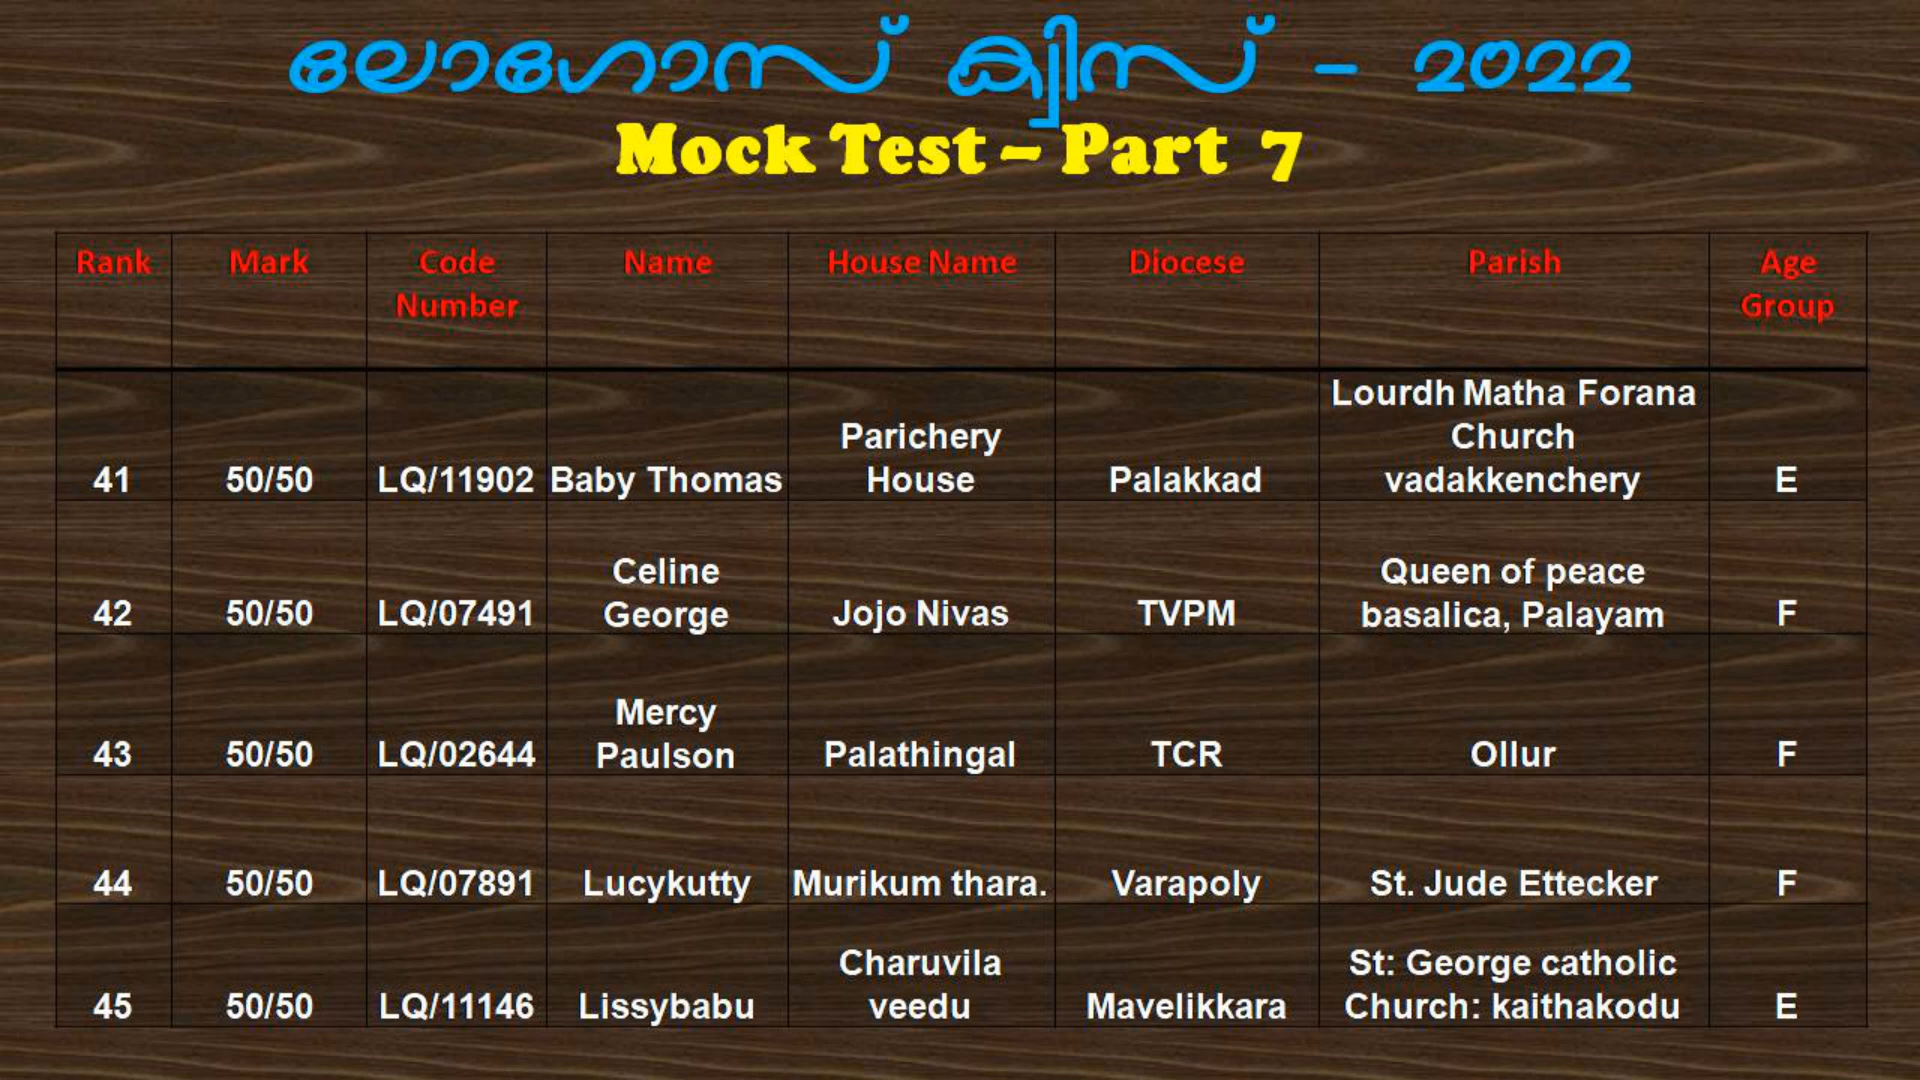 ലോഗോസ് ക്വിസ് - 2022
Mock Test – Part 7
Rank Mark Code Number Name House Name Diocese Parish Age Group
41 50/50 LQ/11902 Baby Thomas Parichery House Palakkad Lourdh Matha Forana Church vadakkenchery E
42 50/50 LQ/07491 Celine George Jojo Nivas TVPM Queen of peace basalica, Palayam F
43 50/50 LQ/02644 Mercy Paulson Palathingal TCR Ollur F
44 50/50 LQ/07891 Lucykutty Murikum thara. Varapoly St. Jude Ettecker F
45 50/50 LQ/11146 Lissybabu Charuvila veedu Mavelikkara St: George catholic Church: kaithakodu E